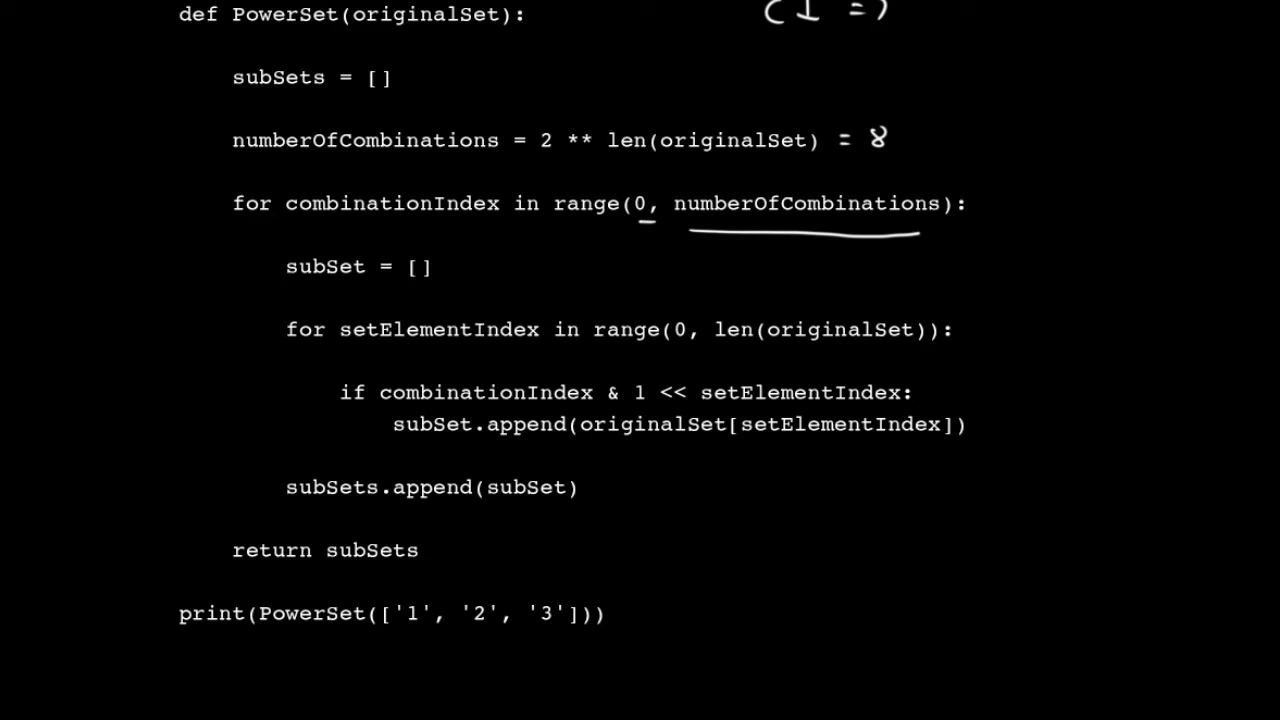 def PowerSet(originalSet):
subSets = []
numberOfCombinations = 2 ** len(originalSet) = 8
for combinationIndex in range(0, numberOfCombinations):
subSet = []
for setElementIndex in range(0, len(originalSet)):
if combinationIndex & 1 << setElementIndex:
subSet.append(originalSet[setElementIndex])
subSets.append(subSet)
return subSets
print(PowerSet(['1', '2', '3']))